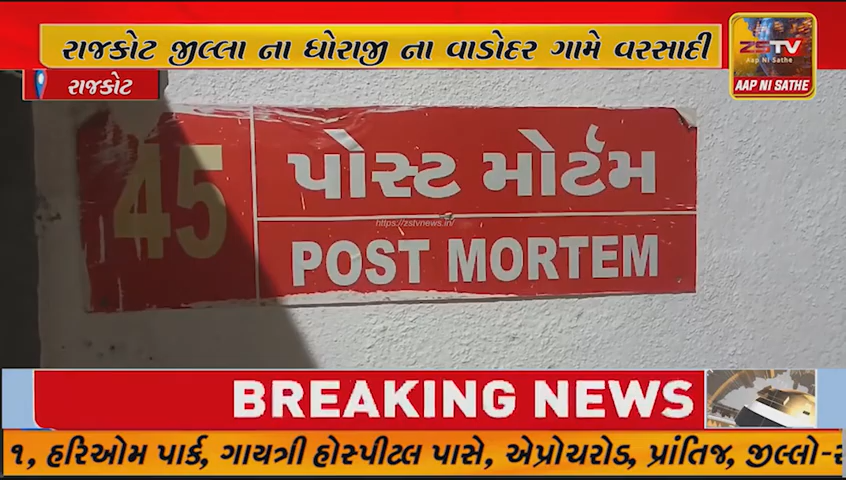 રાજકોટ જીલ્લા ના ધોરાજી ના વાડોદર ગામે વરસાદી
ZSTV
Aap Ni Sathe
AAP NI SATHE
રાજકોટ
45
પોસ્ટ મોર્ટમ
https://zstvnews.in/
POST MORTEM
BREAKING NEWS
૧, હરિઓમ પાર્ક, ગાયત્રી હોસ્પીટલ પાસે, એપ્રોચરોડ, પ્રાંતિજ, જીલ્લો-